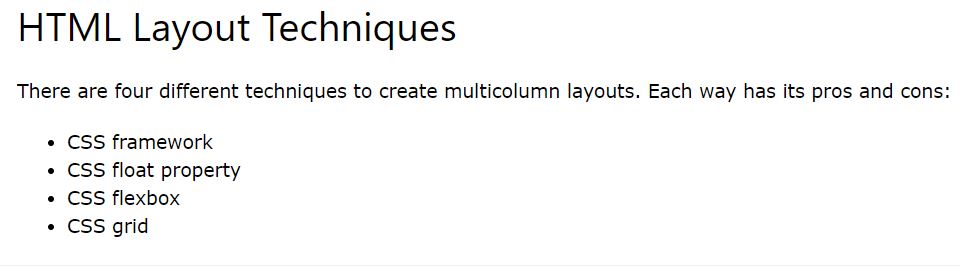 HTML Layout Techniques
There are four different techniques to create multicolumn layouts. Each way has its pros and cons:
• CSS framework
• CSS float property
• CSS flexbox
• CSS grid